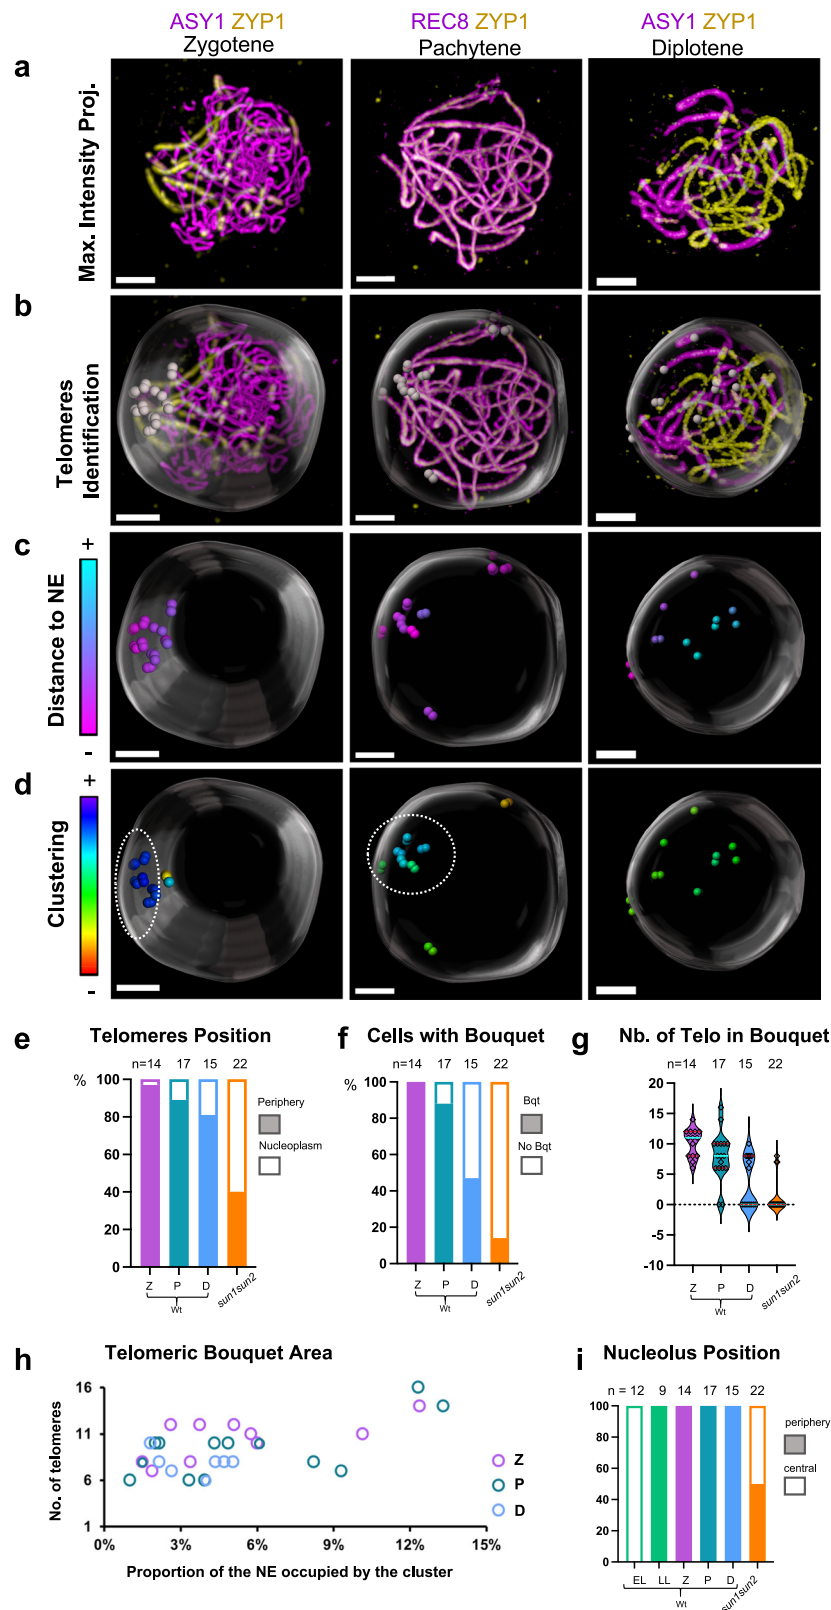 ASY1 ZYP1 REC8 ZYP1 ASY1 ZYP1
Zygotene Pachytene Diplotene
a
Max. Intensity Proj.
b
Telomeres
Identification
c
Distance to NE
+
-
d
Clustering
+
-
e Telomeres Position
n=14 17 15 22
%
100
80
60
40
20
0
Periphery
Nucleoplasm
Z P D sun1sun2
Wt
f Cells with Bouquet
n=14 17 15 22
%
100
80
60
40
20
0
Bqt
No Bqt
Z P D sun1sun2
Wt
g Nb. of Telo in Bouquet
n=14 17 15 22
20
15
10
5
0
-5
-10
Z P D sun1sun2
Wt
h Telomeric Bouquet Area
No. of telomeres
16
11
6
1
0% 3% 6% 9% 12% 15%
Proportion of the NE occupied by the cluster
Z
P
D
i Nucleolus Position
n = 12 9 14 17 15 22
100
80
60
40
20
0
periphery
central
EL LL Z P D sun1sun2
Wt